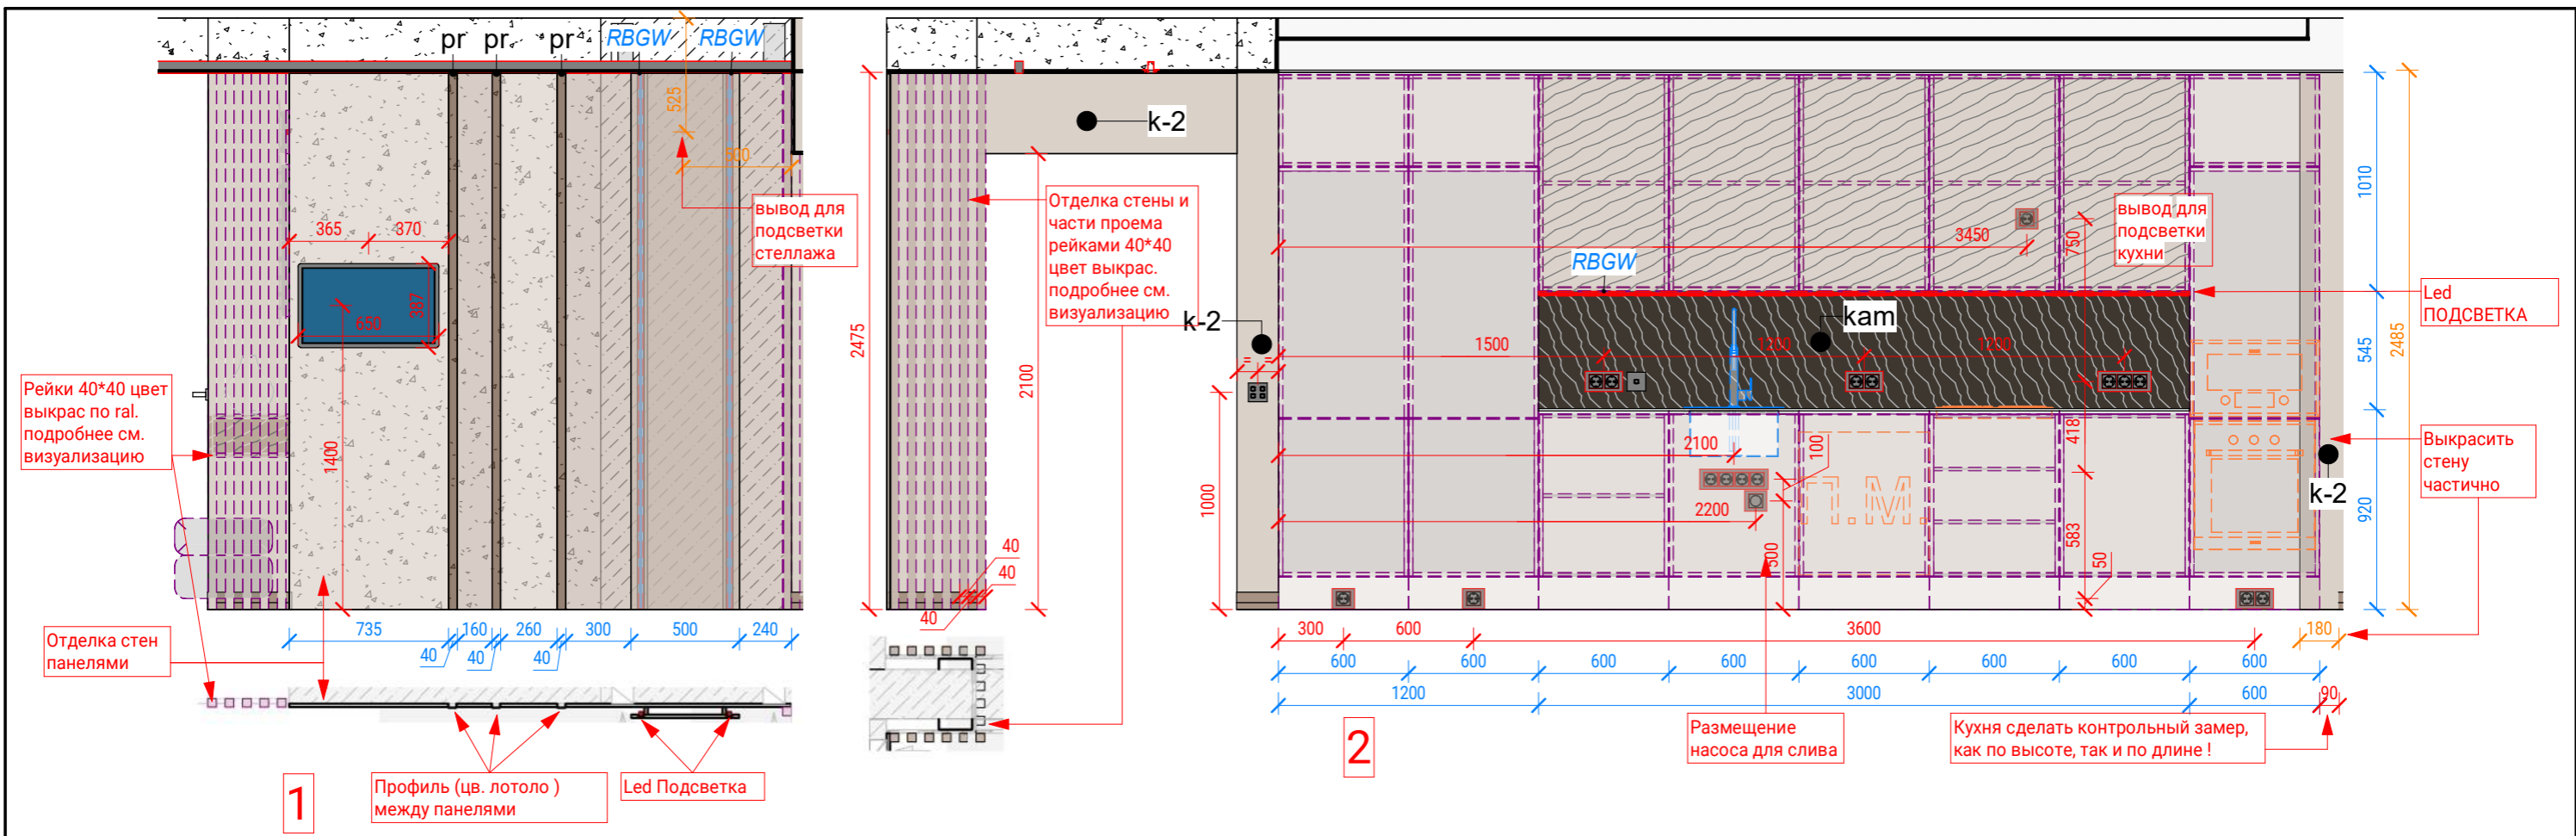 pr
pr
pr
RBGW
RBGW
525
500
вывод для
подсветки
стеллажа
365
370
387
650
1400
Рейки 40*40 цвет
выкрас по ral.
подробнее см.
визуализацию
Отделка стен
панелями
735
160
260
300
500
240
40
40
40
Профиль (цв. лотоло )
между панелями
Led Подсветка
1
2475
k-2
2100
Отделка стены и
части проема
рейками 40*40
цвет выкрас.
подробнее см.
визуализацию
40
40
40
k-2
= =
1000
3450
750
вывод для
подсветки
кухни
RBGW
kam
1500
1200
1200
Led
ПОДСВЕТКА
1010
545
2485
920
2100
100
418
2200
500
П.М.
583
50
Выкрасить
стену
частично
k-2
300
600
3600
180
600
600
600
600
600
600
600
600
1200
3000
600
90
2
Размещение
насоса для слива
Кухня сделать контрольный замер,
как по высоте, так и по длине !